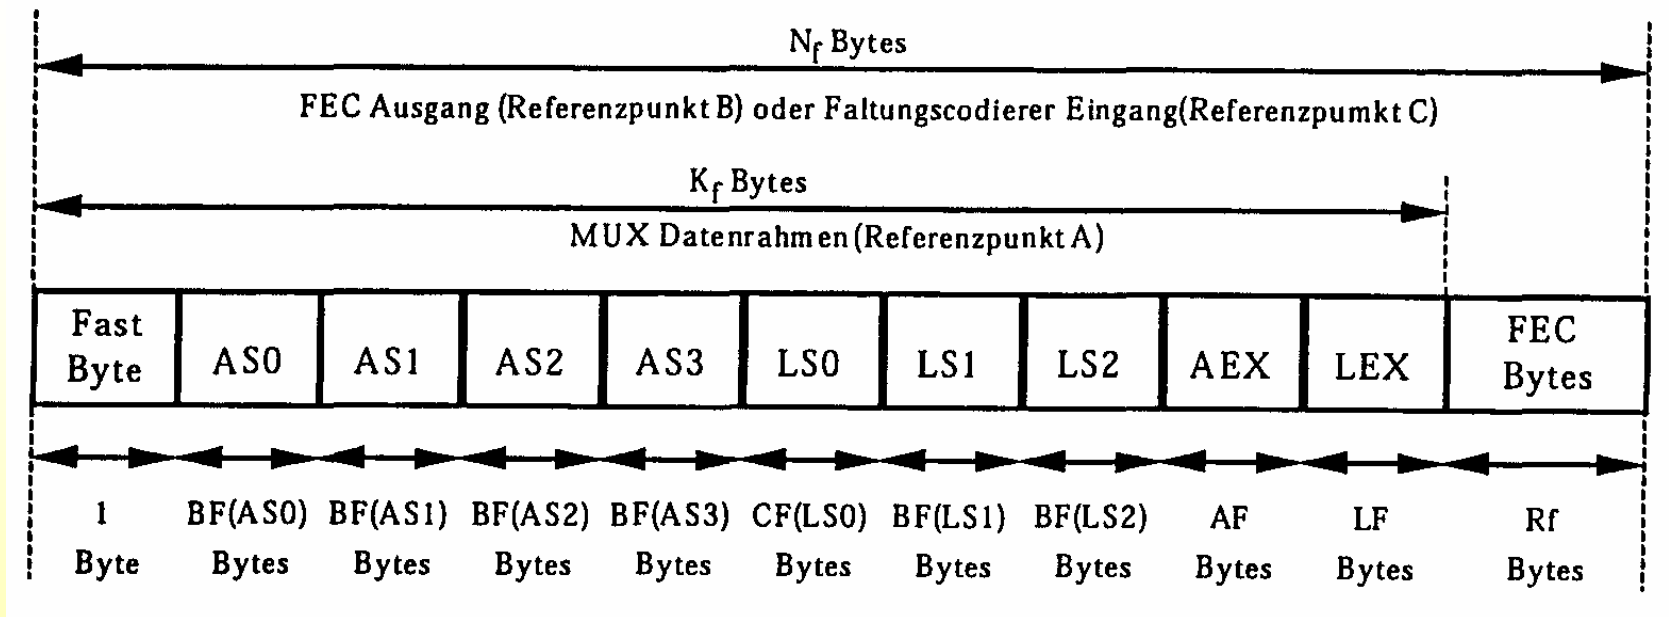 Nf Bytes
FEC Ausgang (Referenzpunkt B) oder Faltungscodierer Eingang(Referenzpumkt C)
Kf Bytes
MUX Datenrahmen (Referenzpunkt A)
Fast Byte
AS0
AS1
AS2
AS3
LS0
LS1
LS2
AEX
LEX
FEC Bytes
1 Byte
BF(AS0) Bytes
BF(AS1) Bytes
BF(AS2) Bytes
BF(AS3) Bytes
CF(LS0) Bytes
BF(LS1) Bytes
BF(LS2) Bytes
AF Bytes
LF Bytes
Rf Bytes